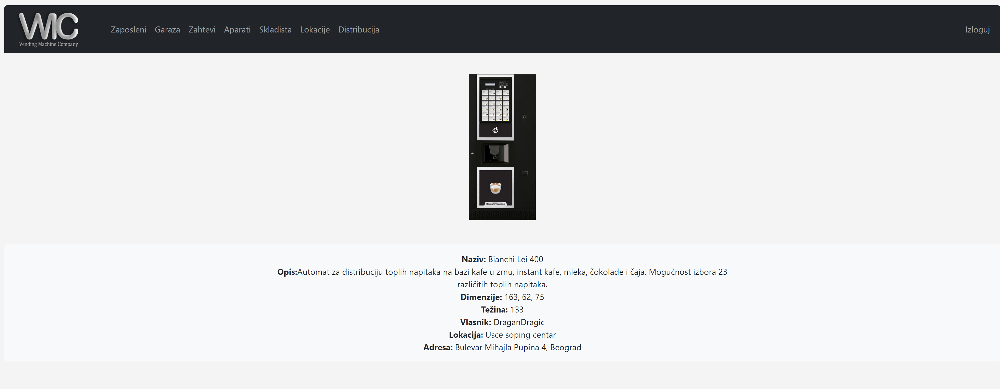 WIC
Vending Machine Company
Zaposleni Garaza Zahtevi Aparati Skladista Lokacije Distribucija Izloguj
Bianchi Vending
Naziv: Bianchi Lei 400
Opis:Automat za distribuciju toplih napitaka na bazi kafe u zrnu, instant kafe, mleka, čokolade i čaja. Mogućnost izbora 23
različitih toplih napitaka.
Dimenzije: 163, 62, 75
Težina: 133
Vlasnik: DraganDragic
Lokacija: Usce soping centar
Adresa: Bulevar Mihajla Pupina 4, Beograd